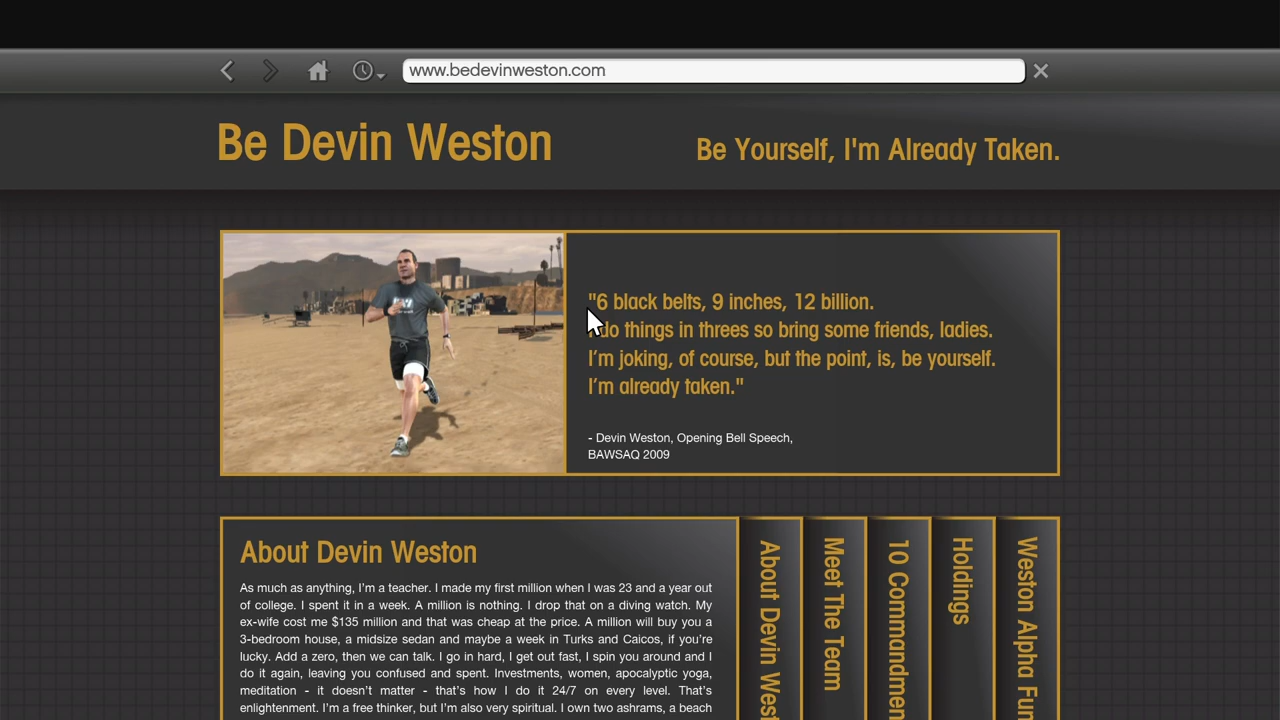 www.bedevinweston.com
Be Devin Weston
Be Yourself, I'm Already Taken.
"6 black belts, 9 inches, 12 billion.
do things in threes so bring some friends, ladies.
I'm joking, of course, but the point, is, be yourself.
I'm already taken."
- Devin Weston, Opening Bell Speech,
BAWSAQ 2009
About Devin Weston
As much as anything, I'm a teacher. I made my first million when I was 23 and a year out
of college. I spent it in a week. A million is nothing. I drop that on a diving watch. My
ex-wife cost me $135 million and that was cheap at the price. A million will buy you a
3-bedroom house, a midsize sedan and maybe a week in Turks and Caicos, if you're
lucky. Add a zero, then we can talk. I go in hard, I get out fast, I spin you around and I
do it again, leaving you confused and spent. Investments, women, apocalyptic yoga,
meditation - it doesn't matter - that's how I do it 24/7 on every level. That's
enlightenment. I'm a free thinker, but I'm also very spiritual. I own two ashrams, a beach
About Devin West
Meet The Team
10 Commandmen
Holdings
Weston Alpha Fun